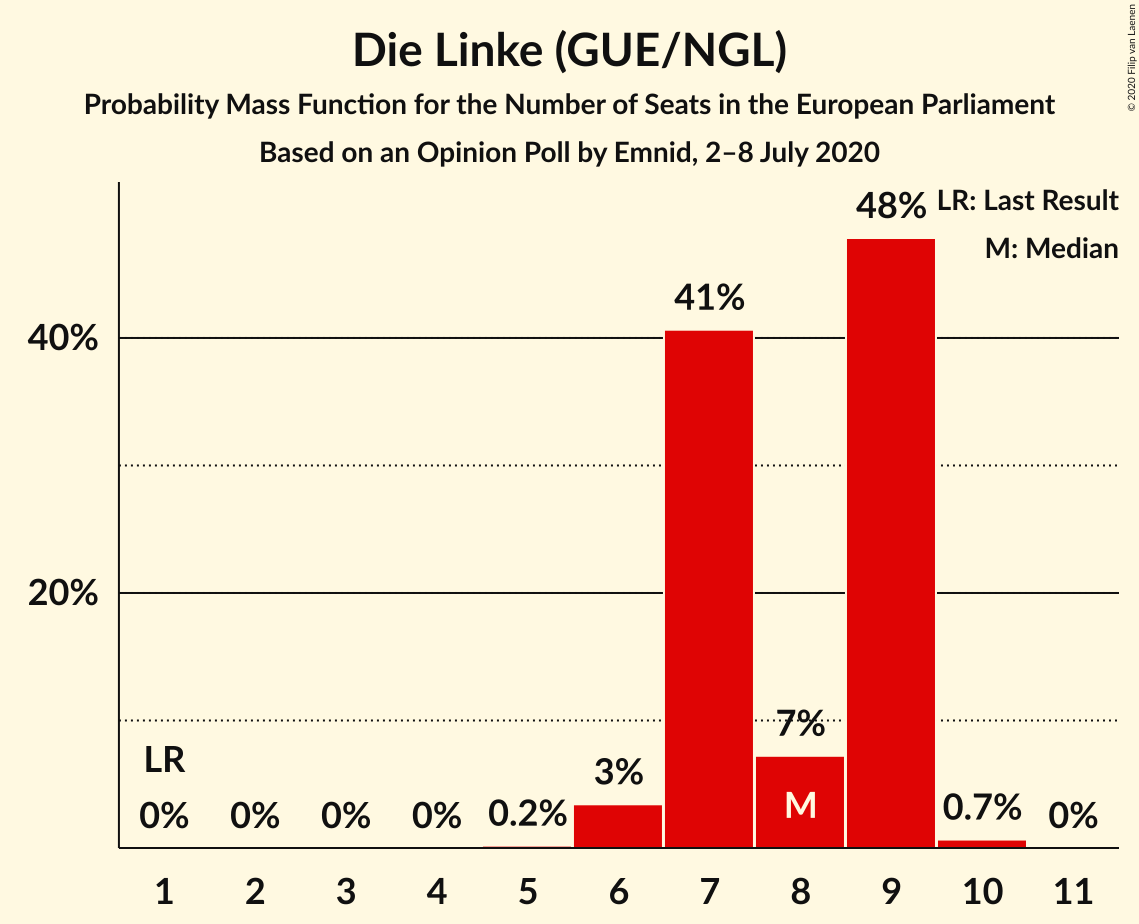 Die Linke (GUE/NGL)
Probability Mass Function for the Number of Seats in the European Parliament
Based on an Opinion Poll by Emnid, 2–8 July 2020
© 2020 Filip van Laenen
LR: Last Result
M: Median
48%
41%
40%
20%
7%
LR
3%
M
0%
0%
0%
0%
0.2%
0.7%
0%
1 2 3 4 5 6 7 8 9 10 11